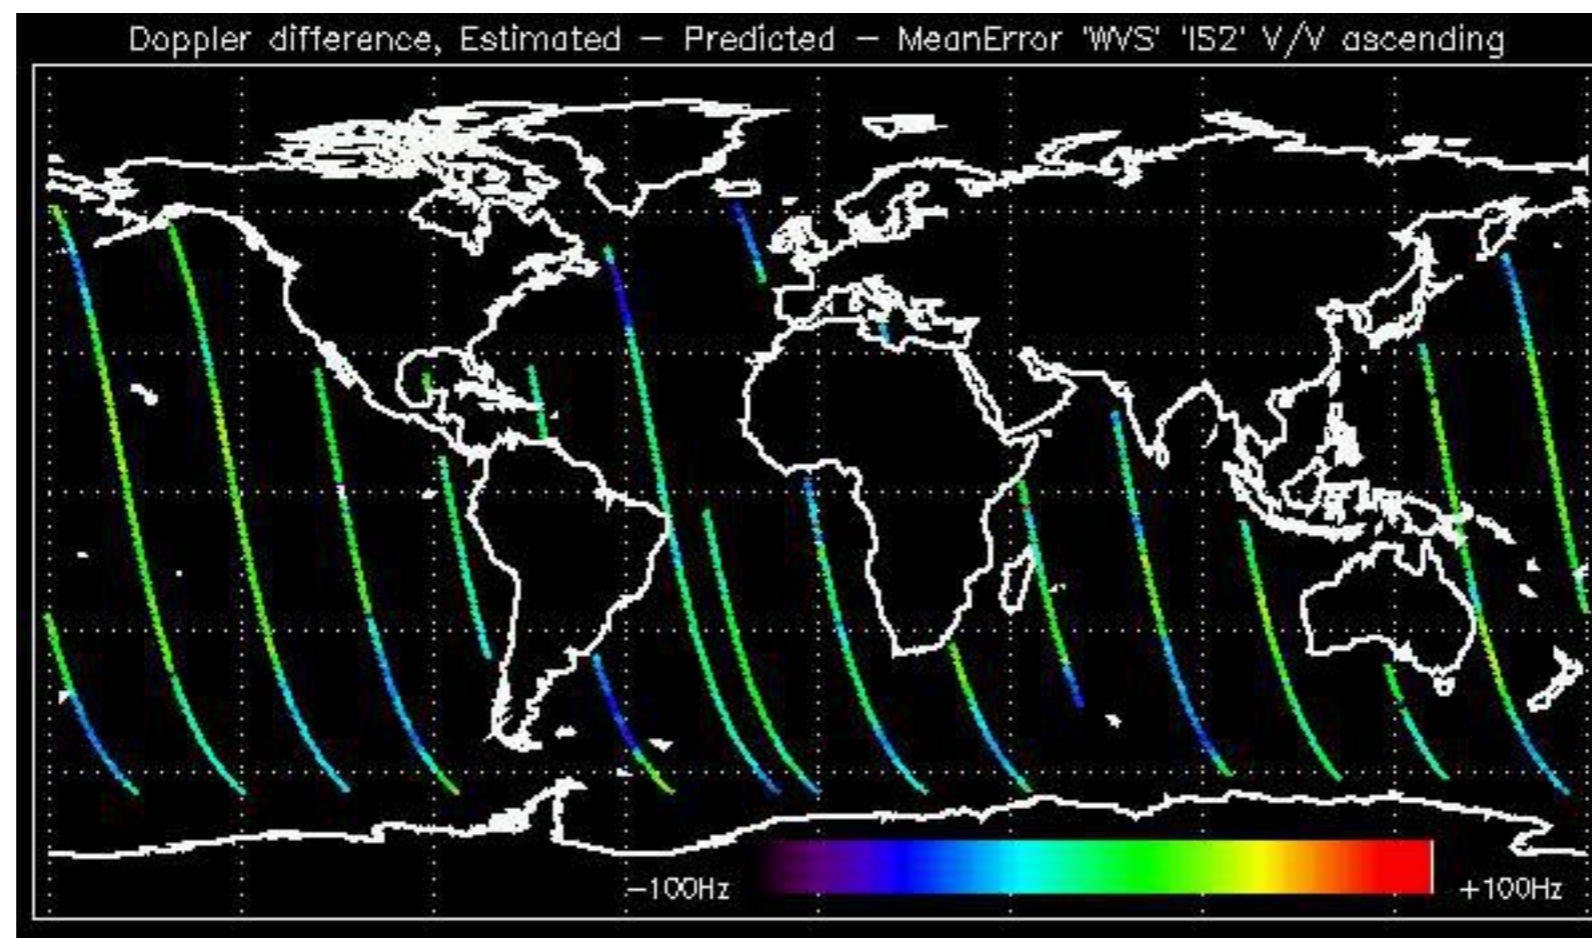 Doppler difference, Estimated – Predicted – MeanError 'WVS' 'IS2' V/V ascending
–100Hz
+100Hz